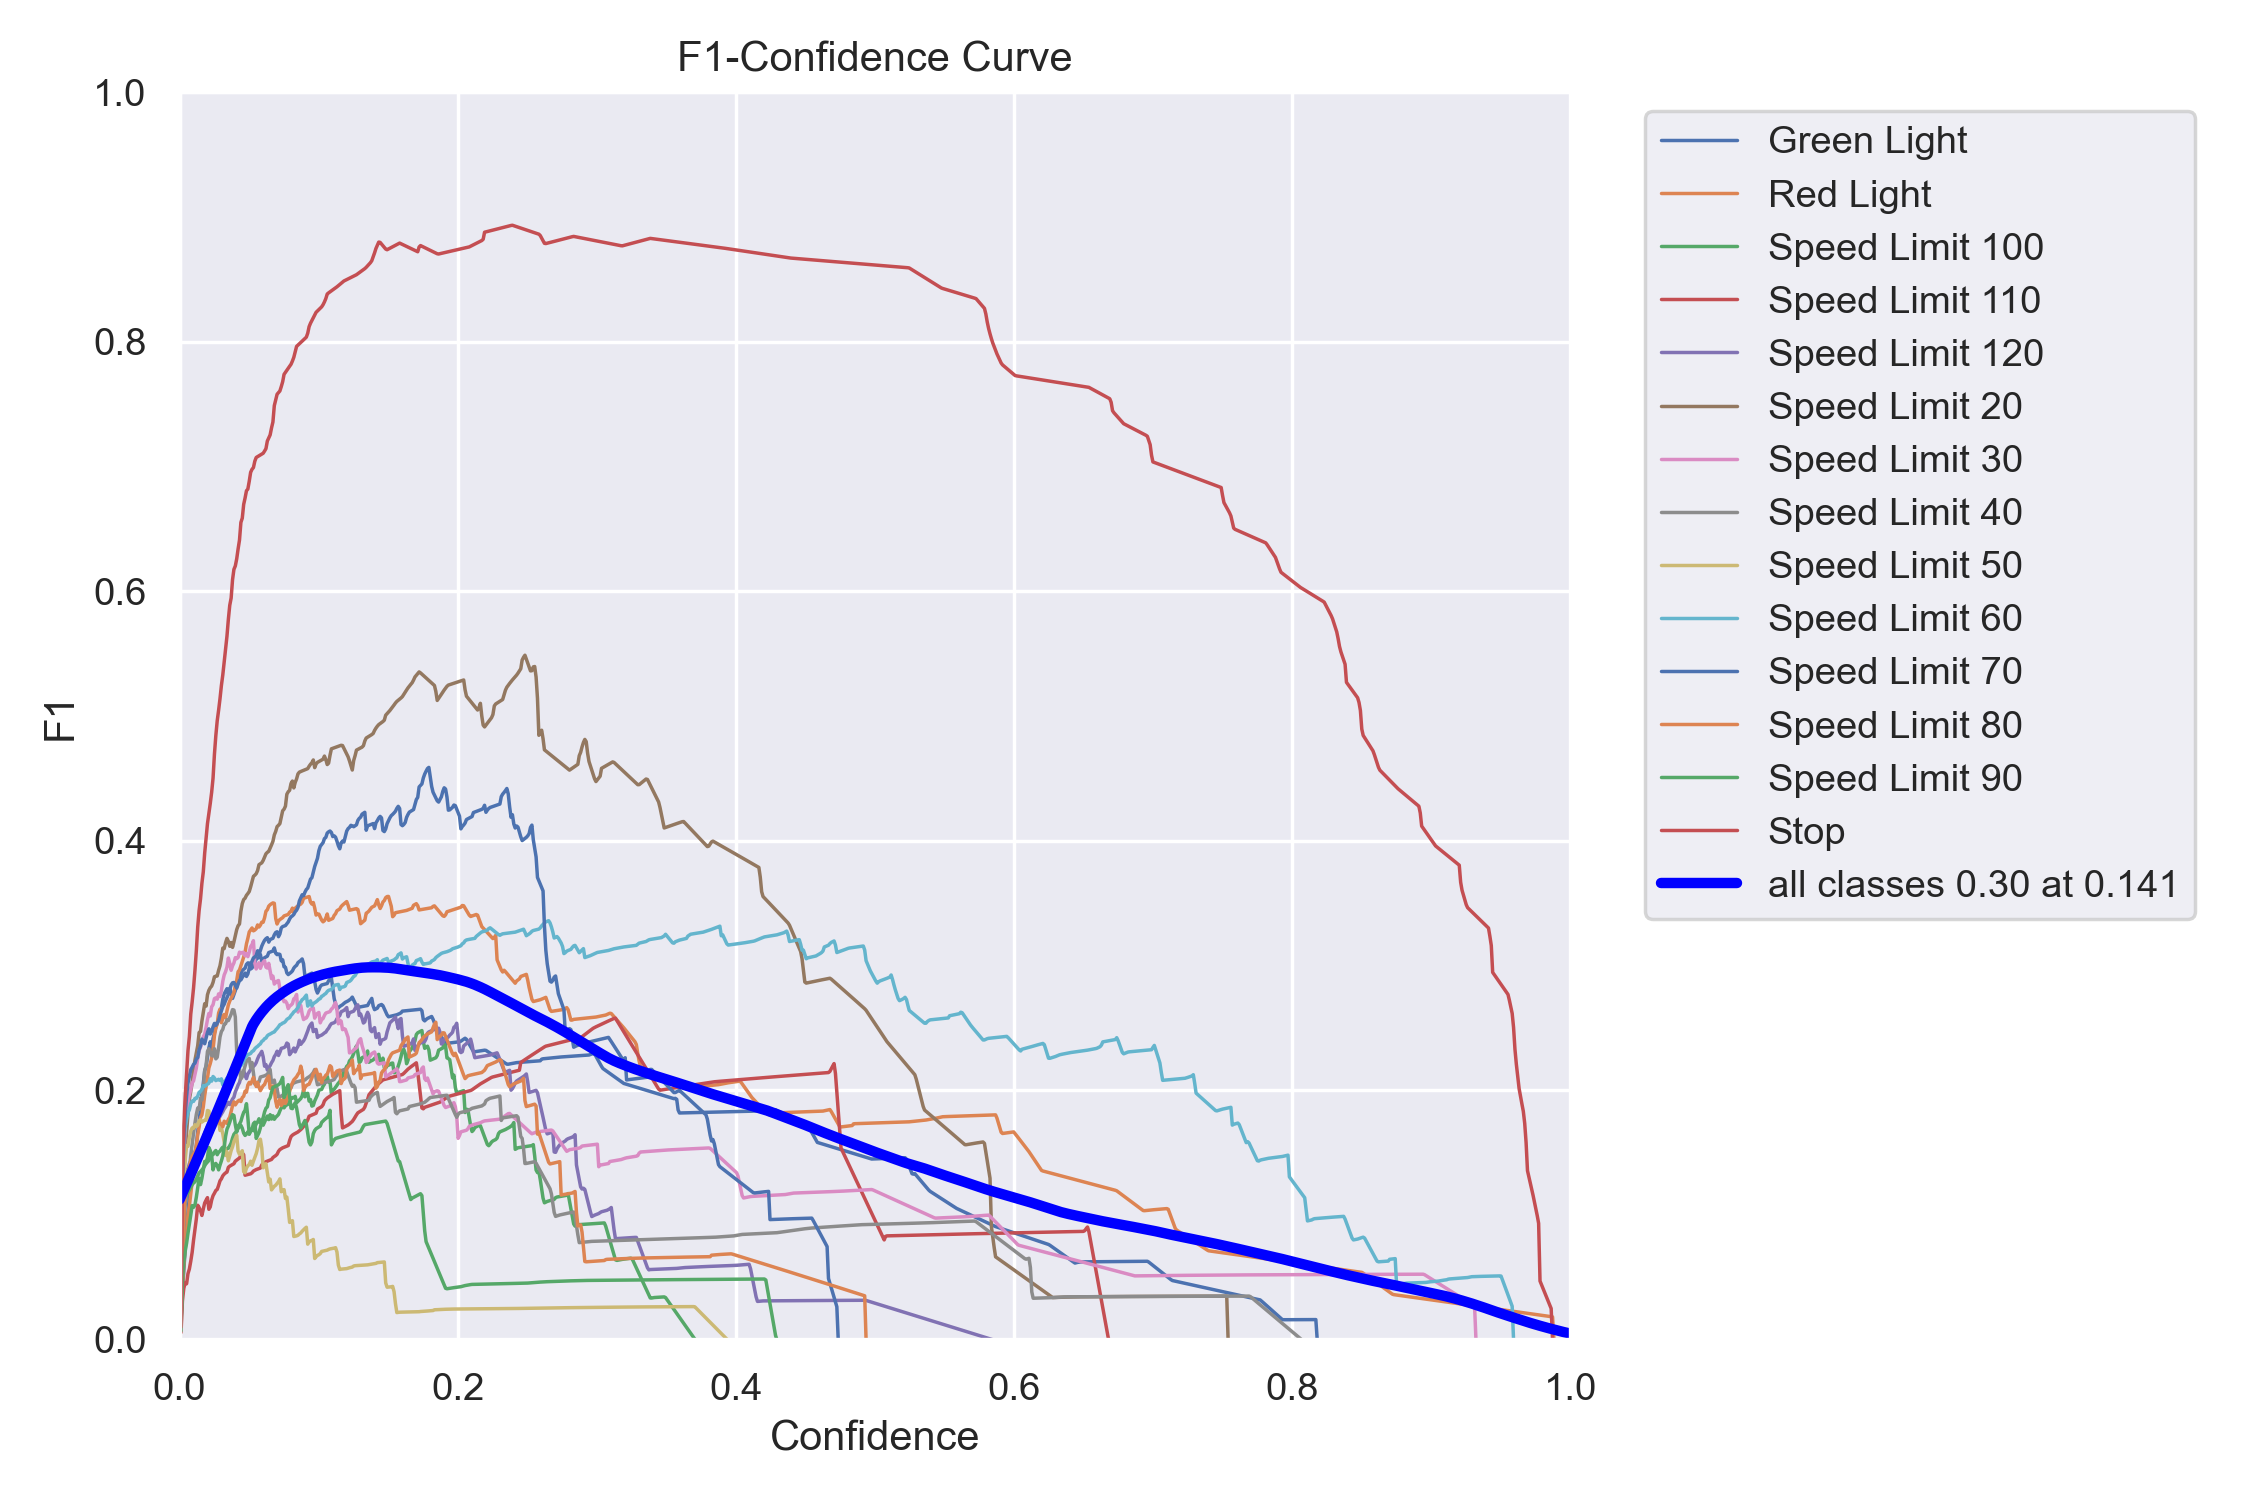 F1-Confidence Curve
1.0
0.8
0.6
0.4
0.2
0.0
F1
0.0 0.2 0.4 0.6 0.8 1.0
Confidence
Green Light
Red Light
Speed Limit 100
Speed Limit 110
Speed Limit 120
Speed Limit 20
Speed Limit 30
Speed Limit 40
Speed Limit 50
Speed Limit 60
Speed Limit 70
Speed Limit 80
Speed Limit 90
Stop
all classes 0.30 at 0.141